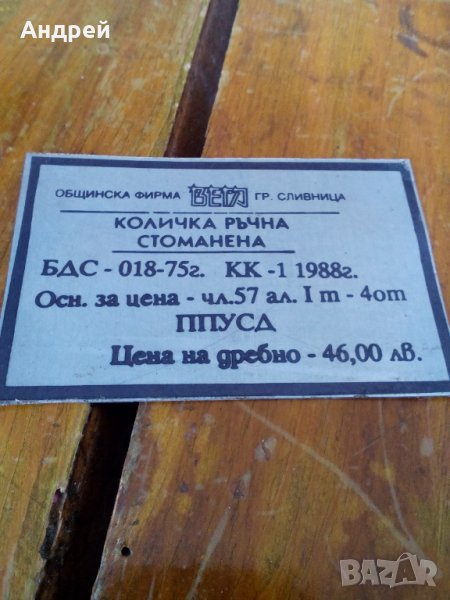 Андрей
ОБЩИНСКА ФИРМА ВЕГА ГР. СЛИВНИЦА
КОЛИЧКА РЪЧНА
СТОМАНЕНА
БДС - 018-75г. КК -1 1988г.
Осн. за цена - чл.57 ал. I т - 4от
ППУСД
Цена на дребно - 46,00 лв.
BAZAR